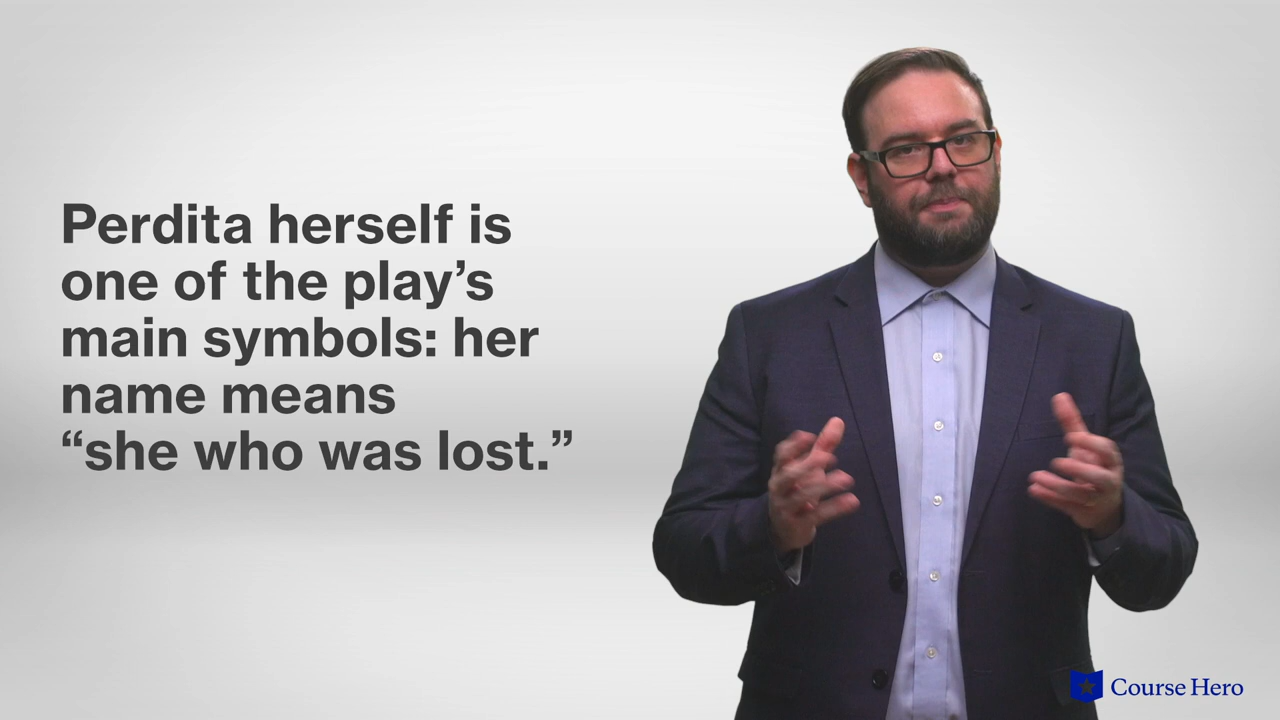 Perdita herself is
one of the play’s
main symbols: her
name means
“she who was lost.”
Course Hero